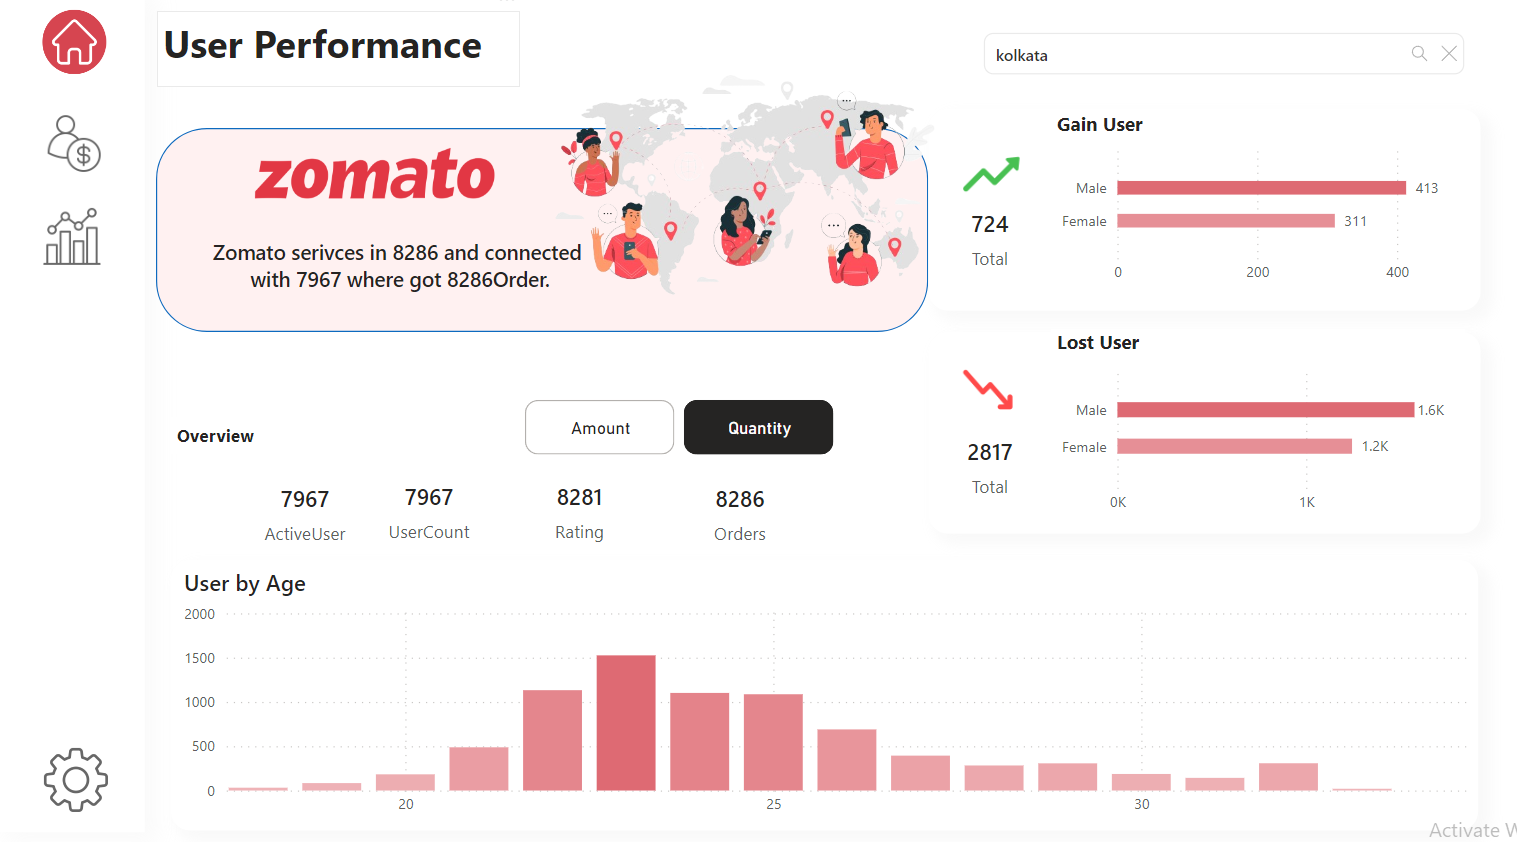 User Performance
kolkata
zomato
Zomato serivces in 8286 and connected
with 7967 where got 8286Order.
Gain User
724
Total
Male 413
Female 311
0 200 400
Lost User
2817
Total
Male 1.6K
Female 1.2K
0K 1K
Overview
Amount
Quantity
7967
ActiveUser
7967
UserCount
8281
Rating
8286
Orders
User by Age
2000
1500
1000
500
0
20 25 30
Activate W